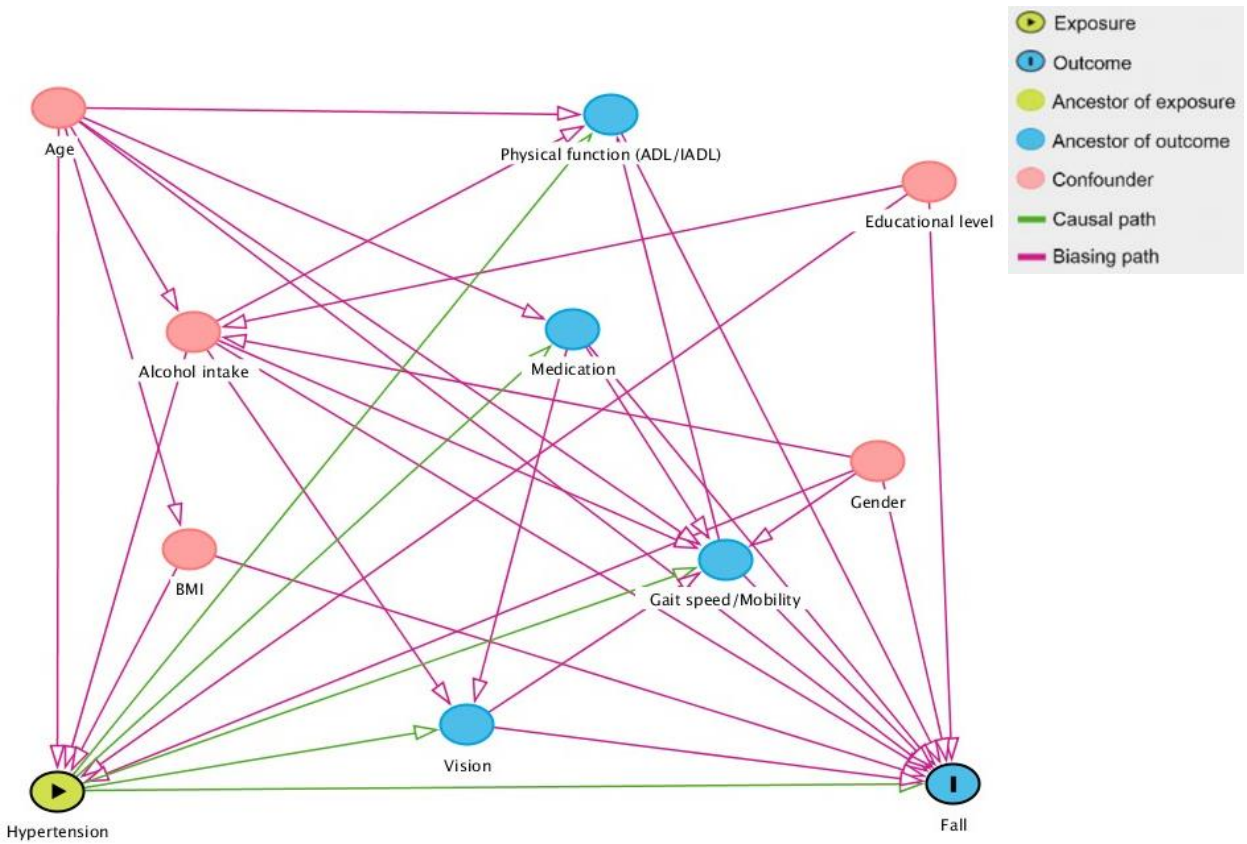 Exposure
Outcome
Ancestor of exposure
Ancestor of outcome
Confounder
Causal path
Biasing path
Age
Physical function (ADL/IADL)
Educational level
Alcohol intake
Medication
Gender
BMI
Gait speed/Mobility
Vision
Hypertension
Fall